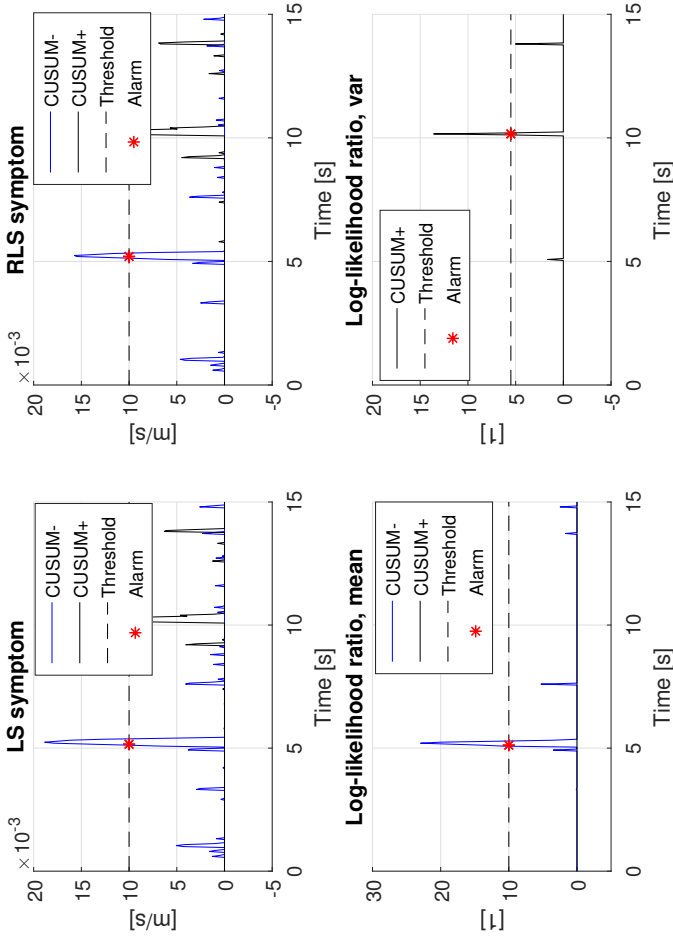 LS symptom
×10⁻³
20
15
10
5
0
-5
[m/s]
0
5
10
15
Time [s]
CUSUM-
CUSUM+
Threshold
Alarm
RLS symptom
×10⁻³
20
15
10
5
0
-5
[m/s]
0
5
10
15
Time [s]
CUSUM-
CUSUM+
Threshold
Alarm
Log-likelihood ratio, mean
30
20
10
0
[1]
0
5
10
15
Time [s]
CUSUM-
CUSUM+
Threshold
Alarm
Log-likelihood ratio, var
20
15
10
5
0
[1]
0
5
10
15
Time [s]
CUSUM+
Threshold
Alarm